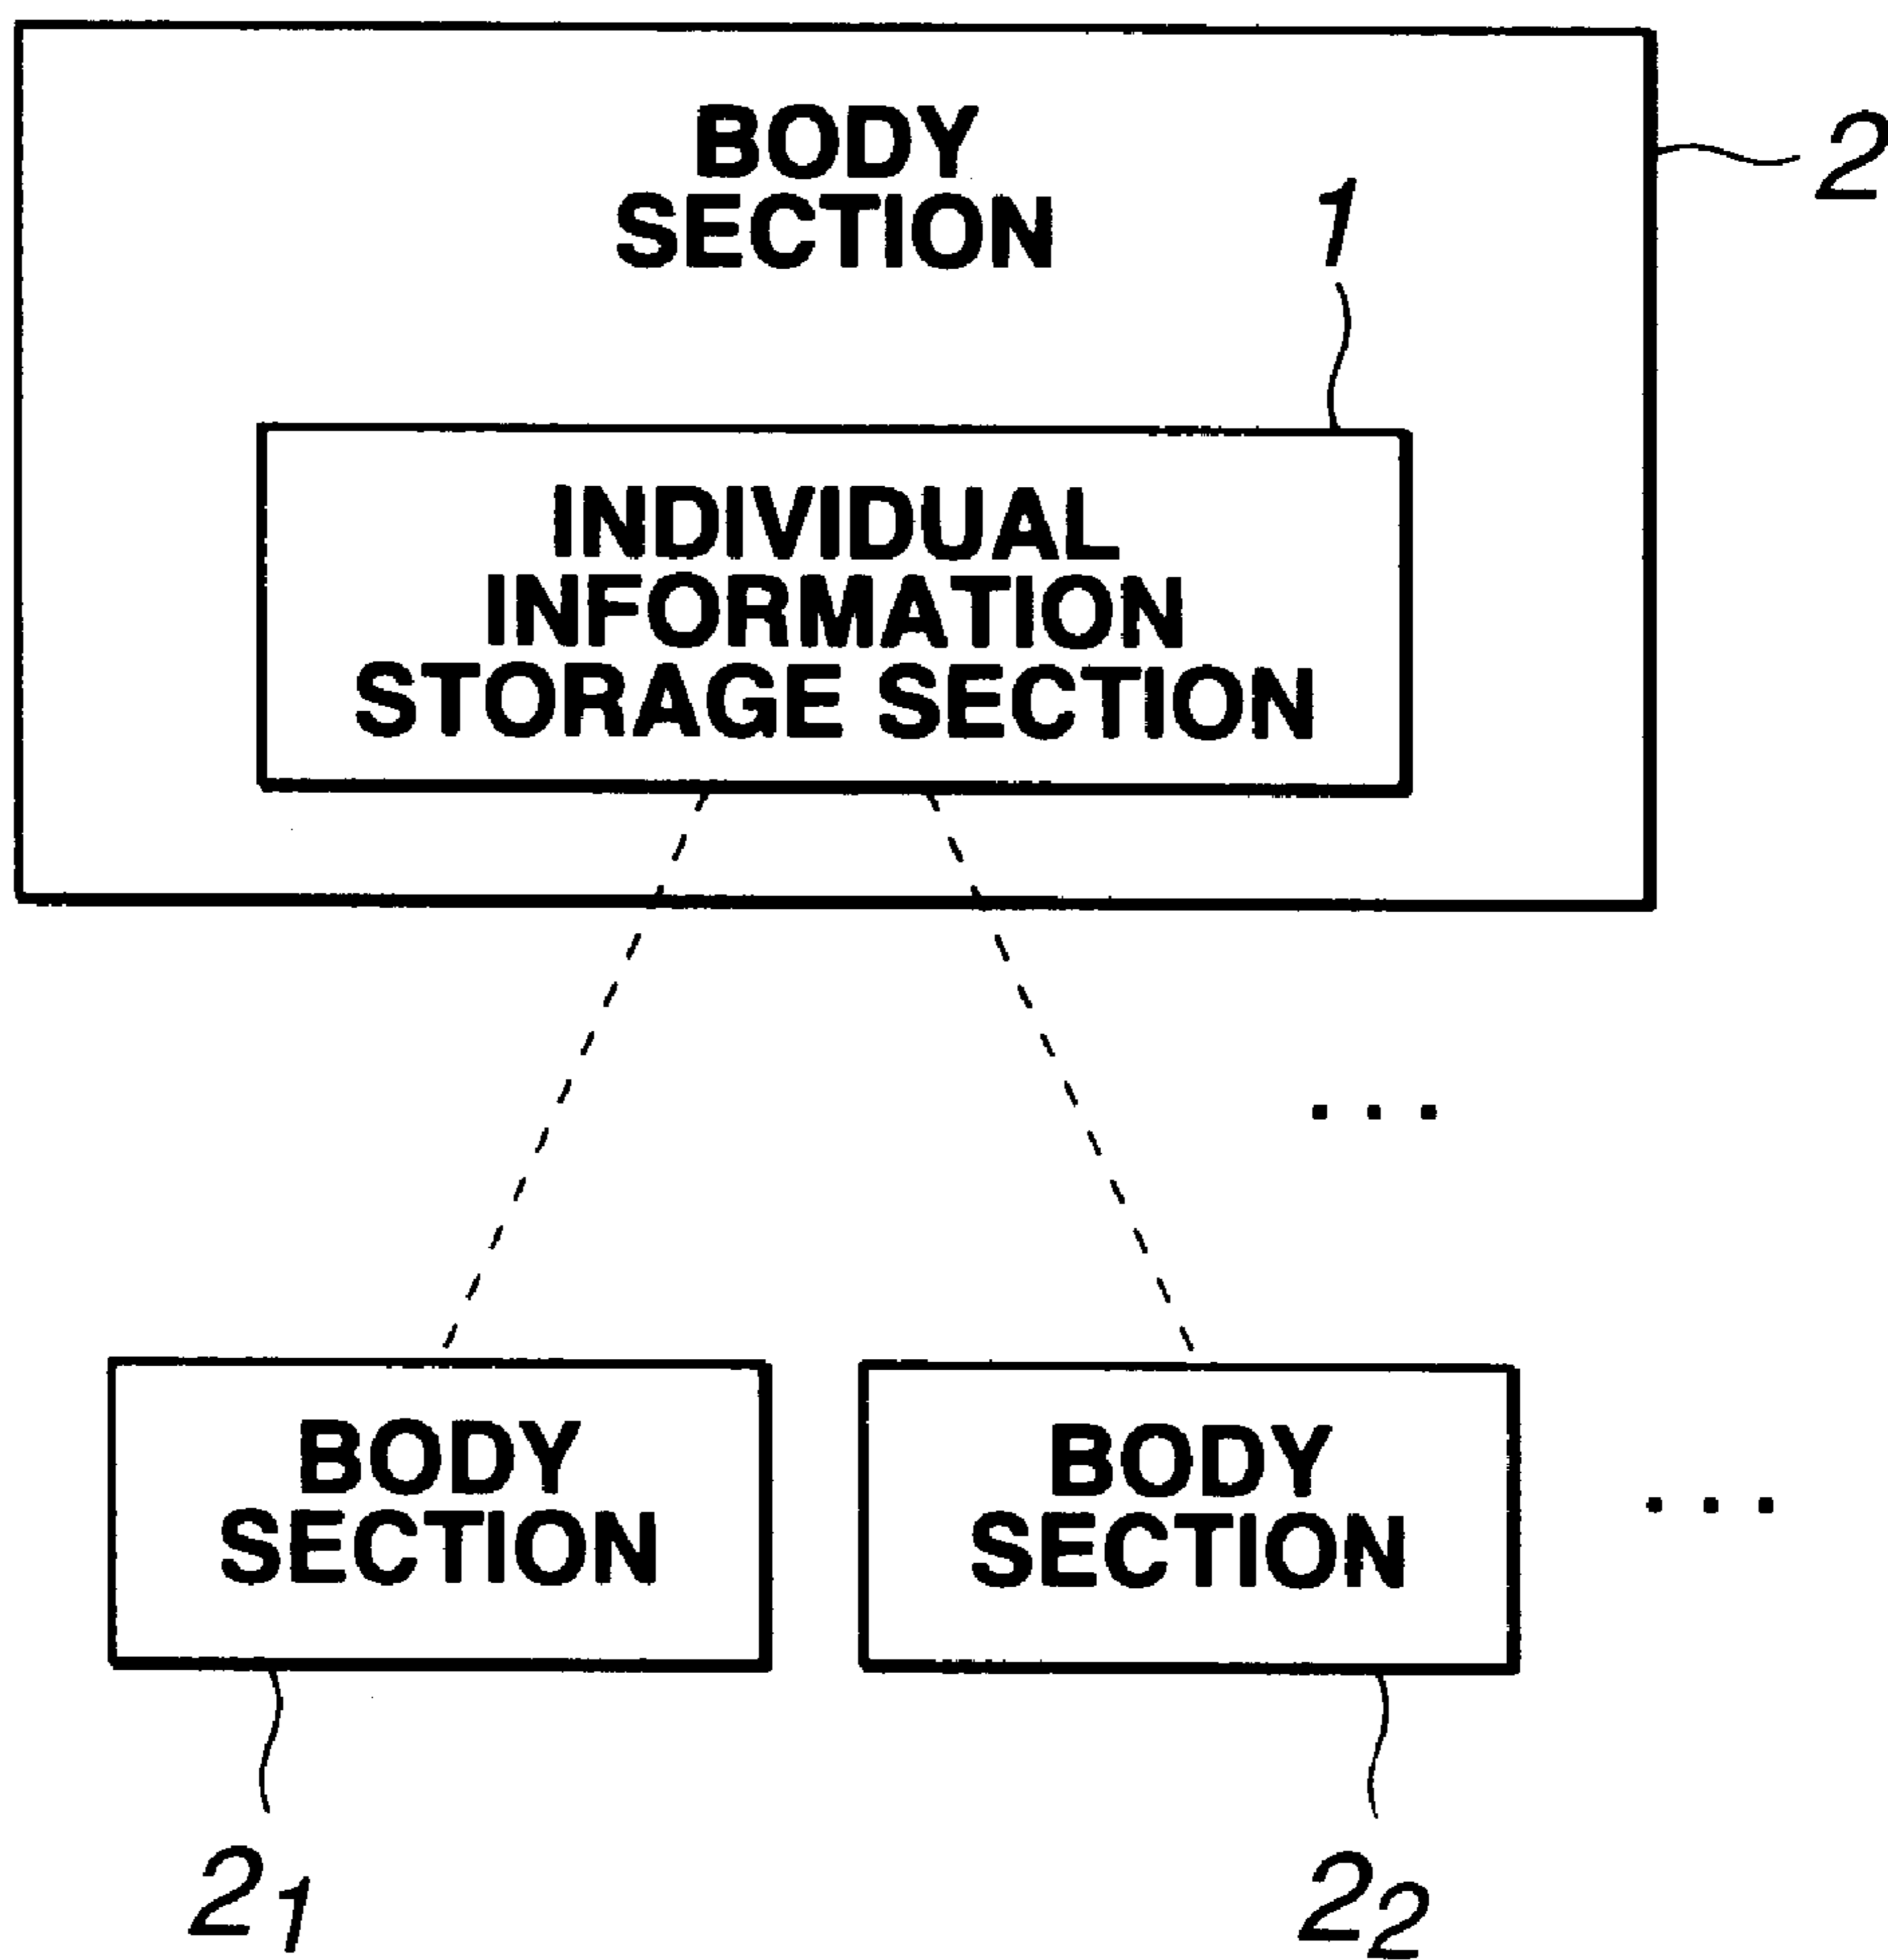 BODY
SECTION
2
1
INDIVIDUAL
INFORMATION
STORAGE SECTION
...
BODY
SECTION
BODY
SECTION
...
2₁
2₂